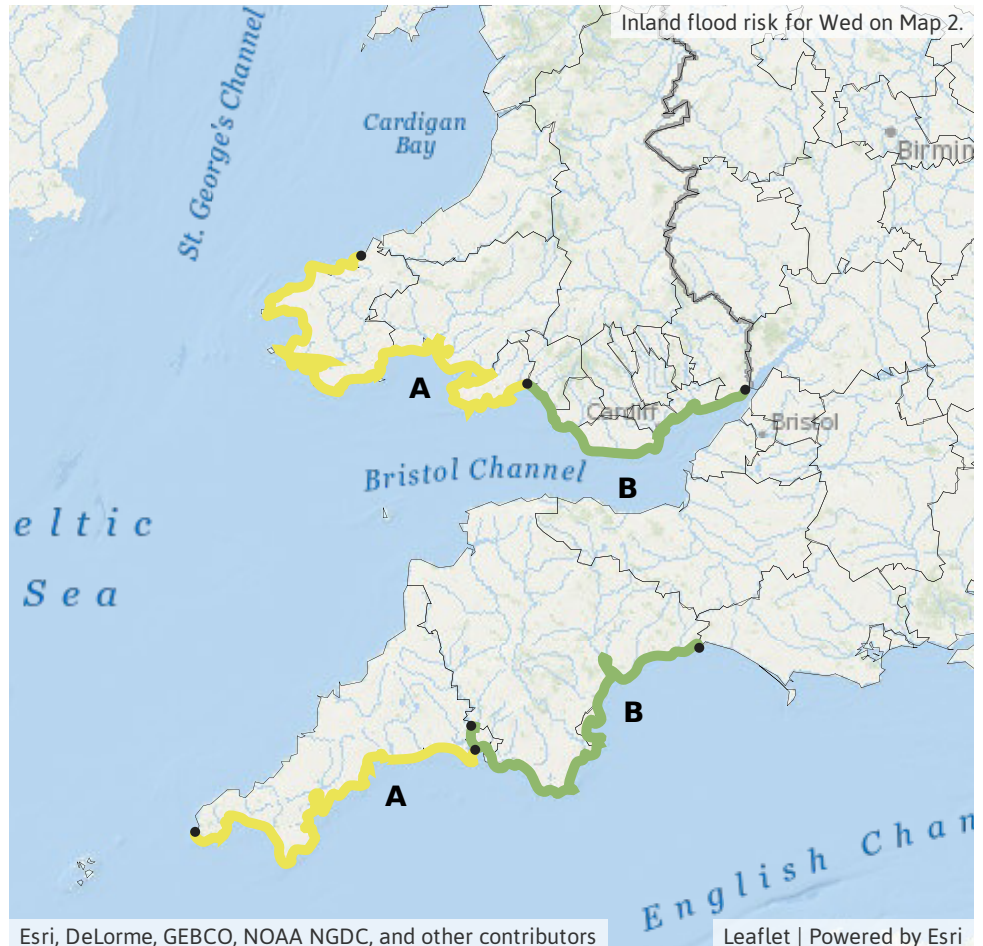 Inland flood risk for Wed on Map 2.
St. George's Channel
Cardigan
Bay
Birmin
A
Cardiff
Bristol
Bristol Channel
B
eltic
Sea
B
A
English Chan
Esri, DeLorme, GEBCO, NOAA NGDC, and other contributors
Leaflet | Powered by Esri